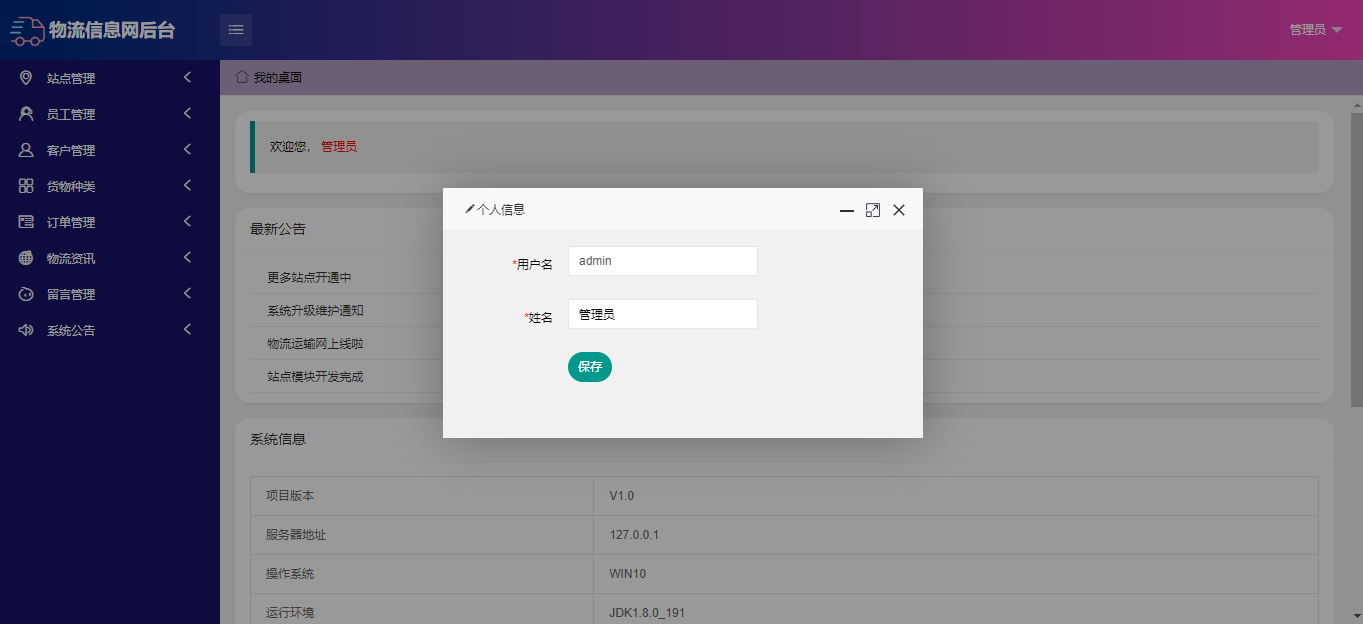 物流信息网后台
管理员
站点管理
员工管理
客户管理
货物种类
订单管理
物流资讯
留言管理
系统公告
我的桌面
欢迎您, 管理员
最新公告
更多站点开通中
系统升级维护通知
物流运输网上线啦
站点模块开发完成
个人信息
*用户名 admin
*姓名 管理员
保存
系统信息
项目版本 V1.0
服务器地址 127.0.0.1
操作系统 WIN10
运行环境 JDK1.8.0_191